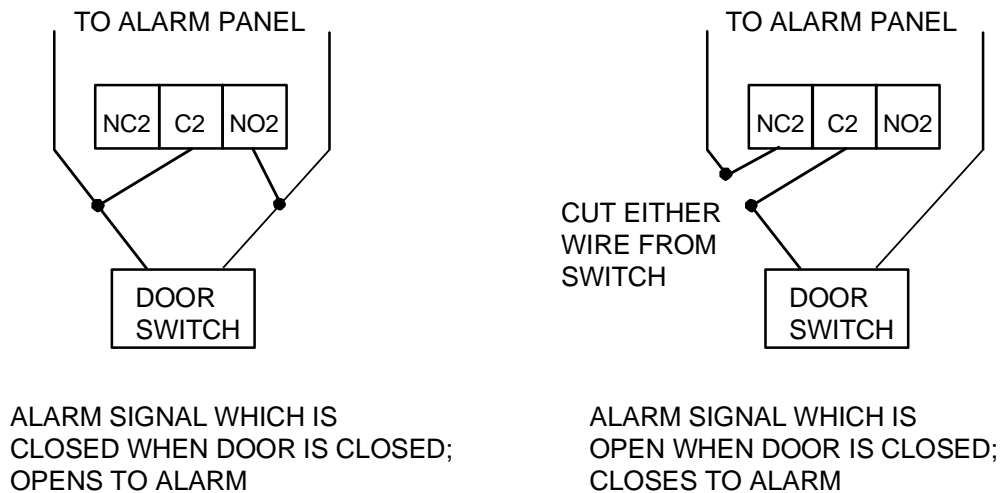 TO ALARM PANEL
NC2 C2 NO2
DOOR
SWITCH
ALARM SIGNAL WHICH IS
CLOSED WHEN DOOR IS CLOSED;
OPENS TO ALARM
TO ALARM PANEL
NC2 C2 NO2
CUT EITHER
WIRE FROM
SWITCH
DOOR
SWITCH
ALARM SIGNAL WHICH IS
OPEN WHEN DOOR IS CLOSED;
CLOSES TO ALARM